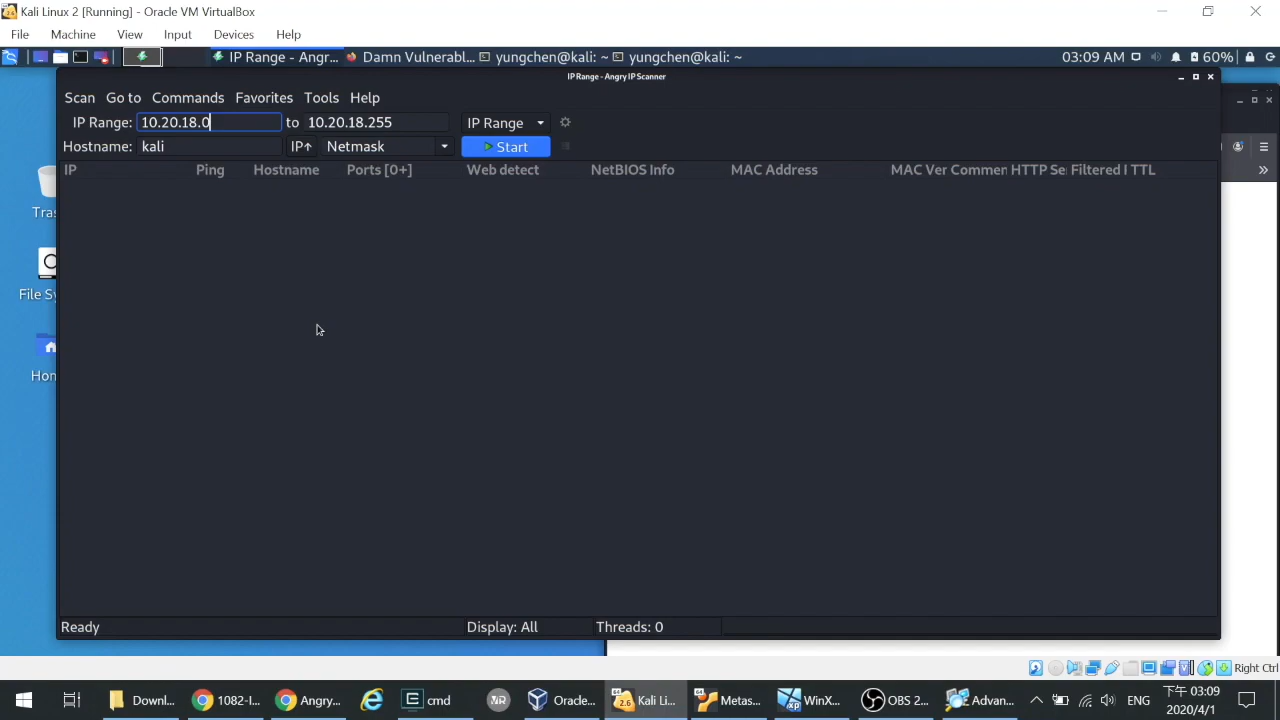 Kali Linux 2 [Running] - Oracle VM VirtualBox
File Machine View Input Devices Help
IP Range - Angr... Damn Vulnerabl... yungchen@kali: ~ yungchen@kali: ~ 03:09 AM 60%
IP Range - Angry IP Scanner
Scan Go to Commands Favorites Tools Help
IP Range: 10.20.18.0 to 10.20.18.255 IP Range
Hostname: kali IP↑ Netmask Start
IP Ping Hostname Ports [0+] Web detect NetBIOS Info MAC Address MAC Ver Commen HTTP Se Filtered I TTL
Tras
File Sy
Hon
Ready Display: All Threads: 0
Right Ctrl
Downl... 1082-I... Angry... cmd Oracle... Kali Li... Metas... WinX... OBS 2... Advan... ENG 下午 03:09
2020/4/1